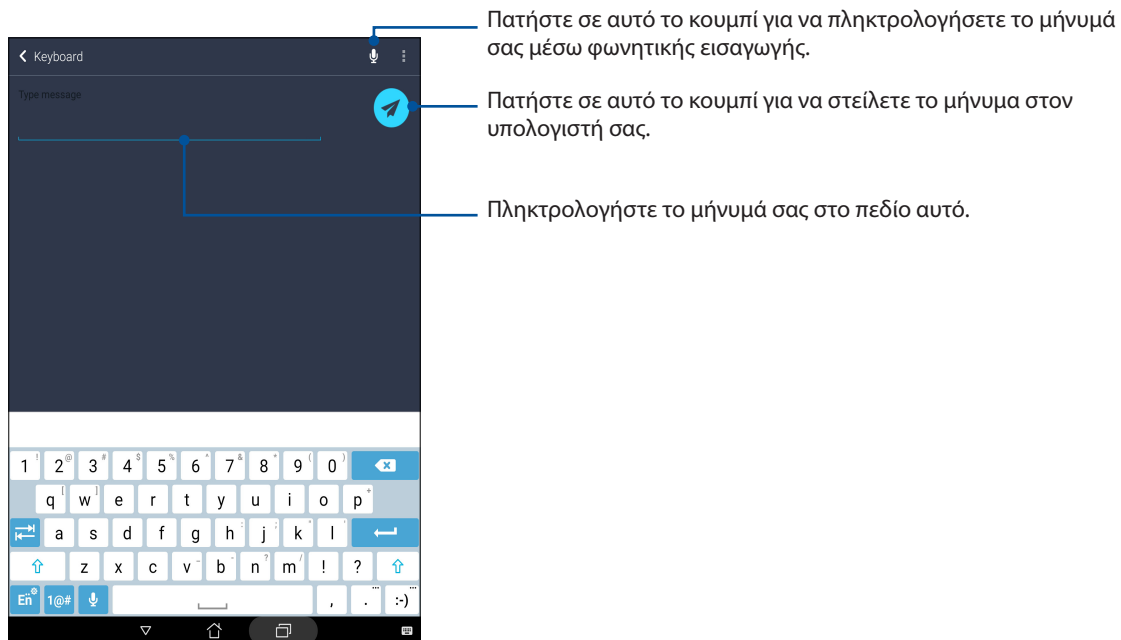 Πατήστε σε αυτό το κουμπί για να πληκτρολογήσετε το μήνυμά
σας μέσω φωνητικής εισαγωγής.
Keyboard
Type message
Πατήστε σε αυτό το κουμπί για να στείλετε το μήνυμα στον
υπολογιστή σας.
Πληκτρολογήστε το μήνυμά σας στο πεδίο αυτό.
1 ! 2 @ 3 # 4 $ 5 % 6 ^ 7 & 8 * 9 ( 0 )
q [ w ] e r t y u i o p +
a s d f g h : j ; k " l '
z x c v _ b - n ? m / ! ?
En 1@# , . ... :-) ...